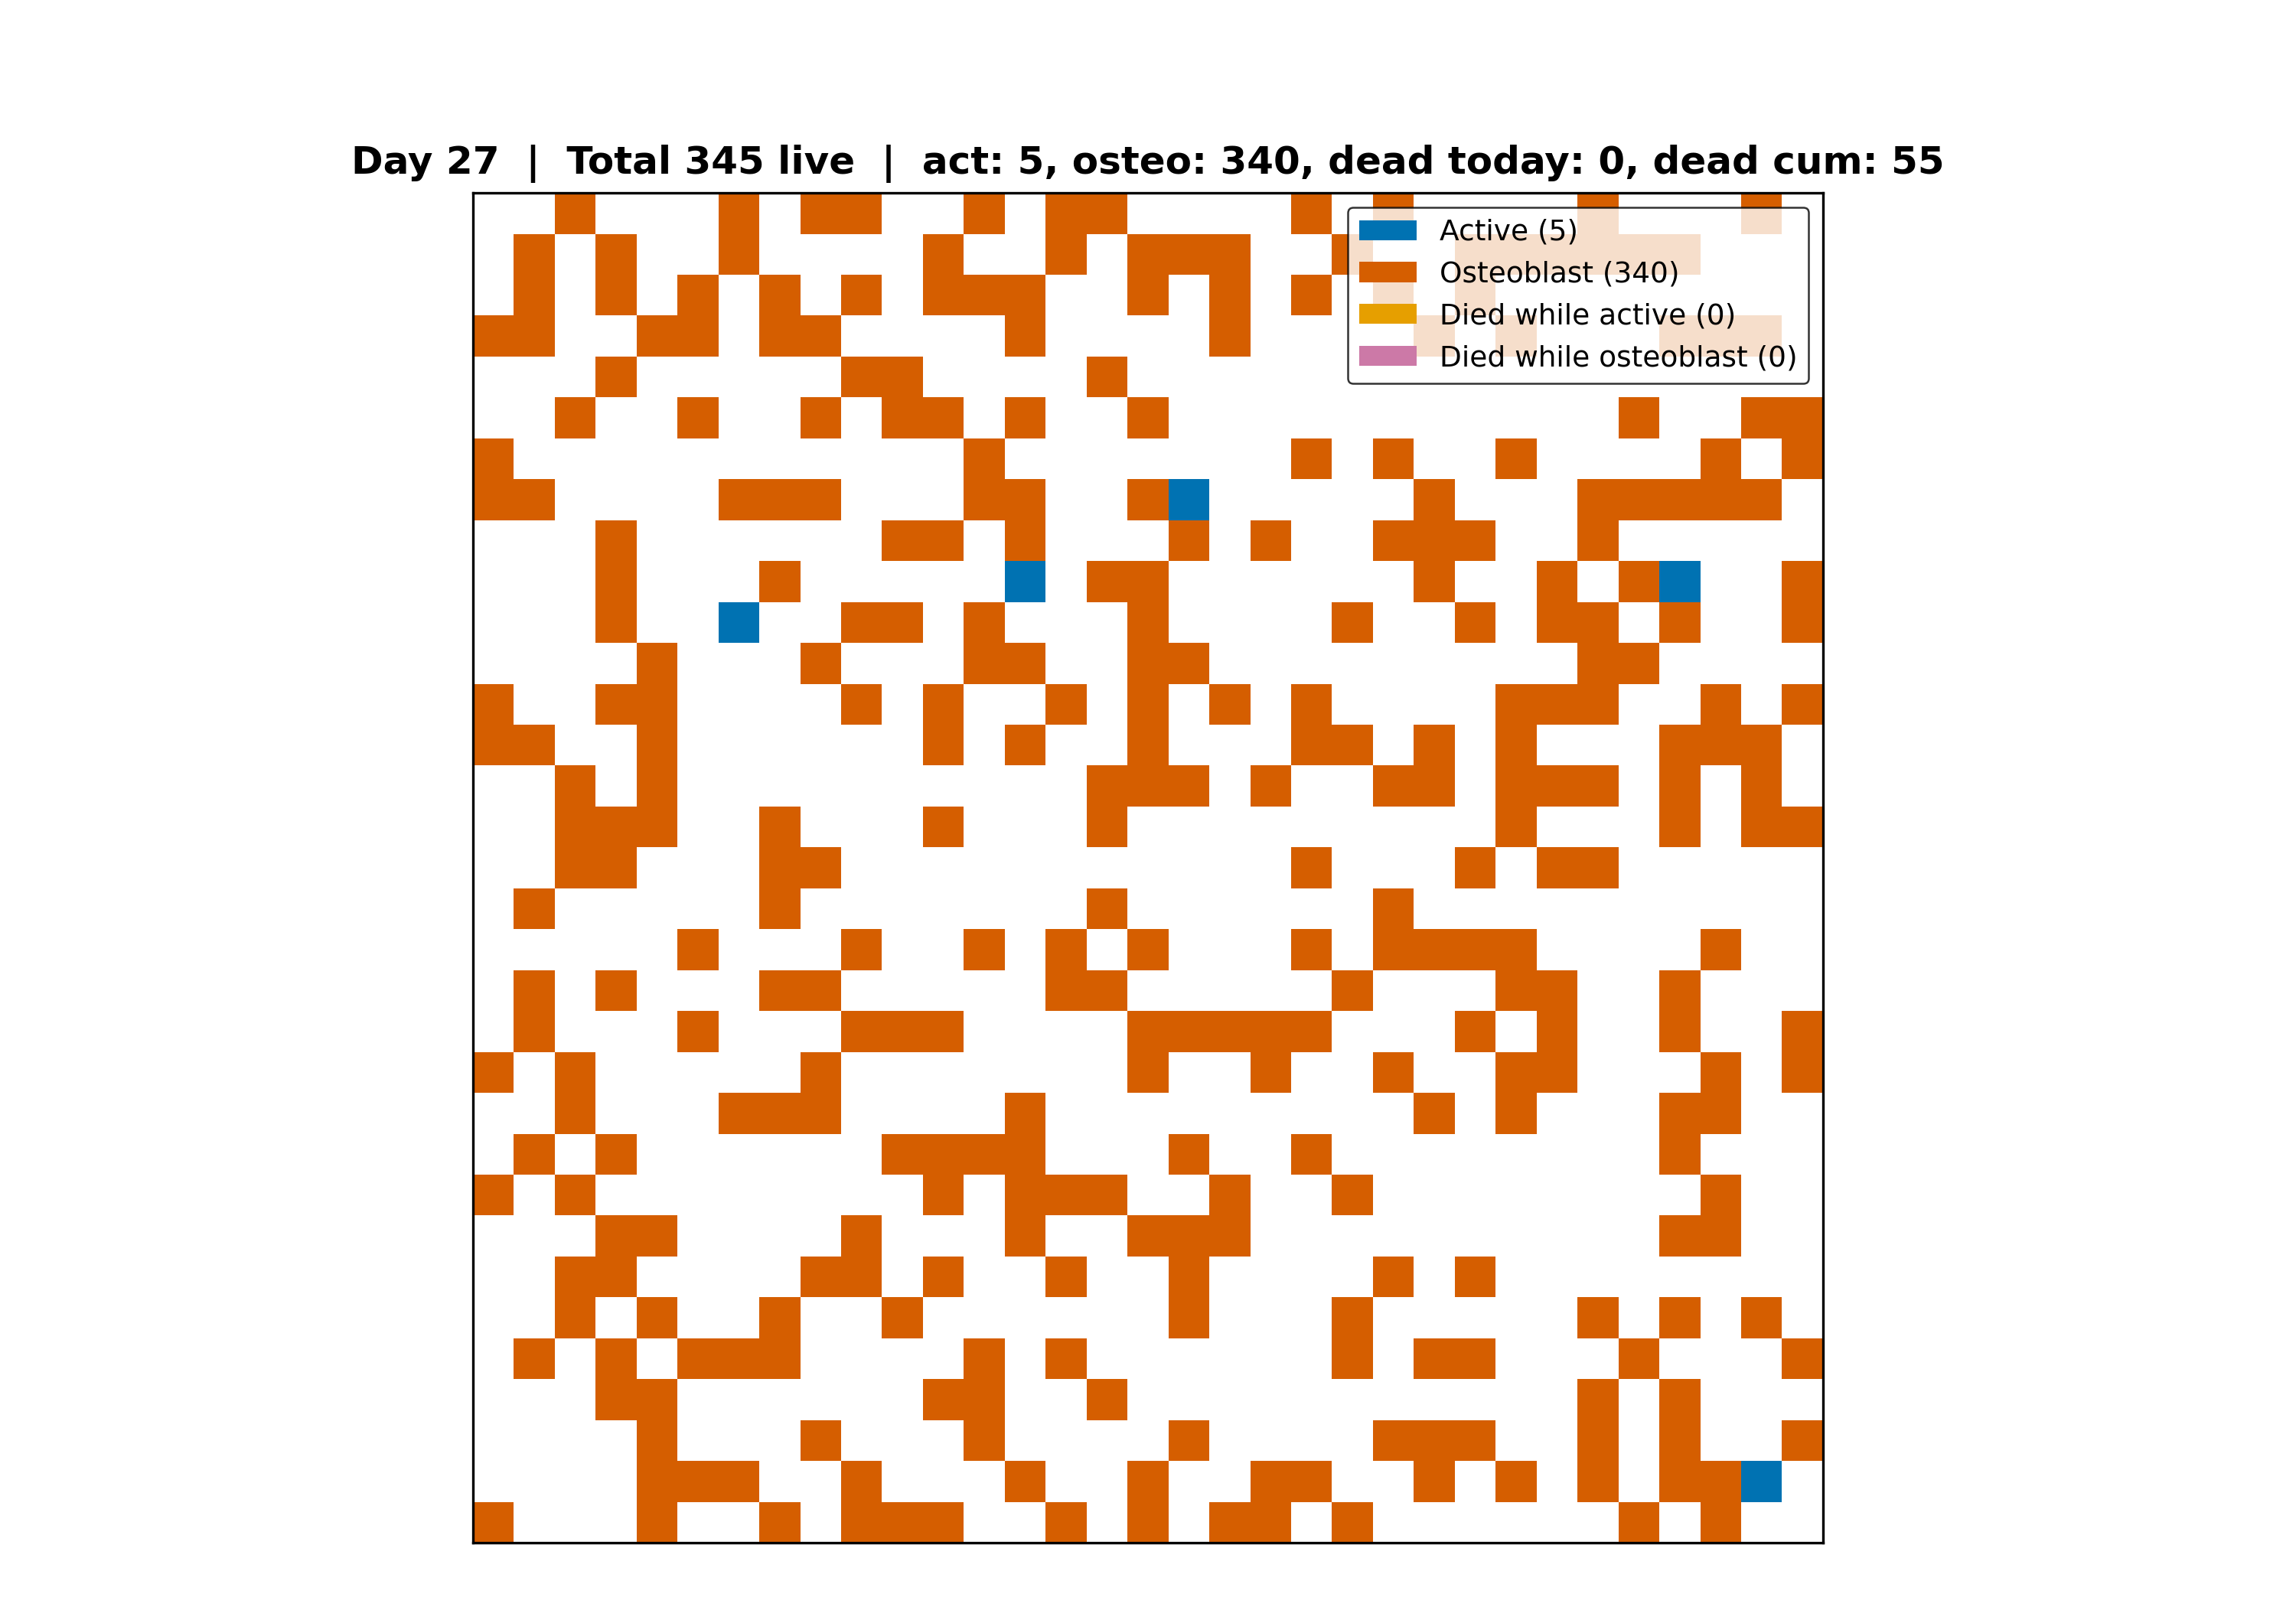 Day 27 | Total 345 live | act: 5, osteo: 340, dead today: 0, dead cum: 55
Active (5)
Osteoblast (340)
Died while active (0)
Died while osteoblast (0)